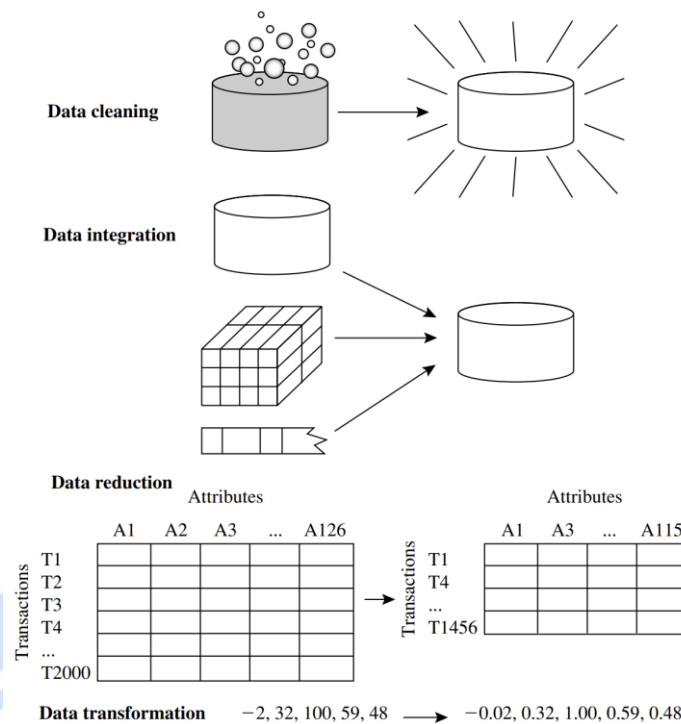 Data cleaning
Data integration
Data reduction
Attributes
A1 A2 A3 ... A126
Transactions
T1
T2
T3
T4
...
T2000
Attributes
A1 A3 ... A115
Transactions
T1
T4
...
T1456
Data transformation −2, 32, 100, 59, 48 −0.02, 0.32, 1.00, 0.59, 0.48